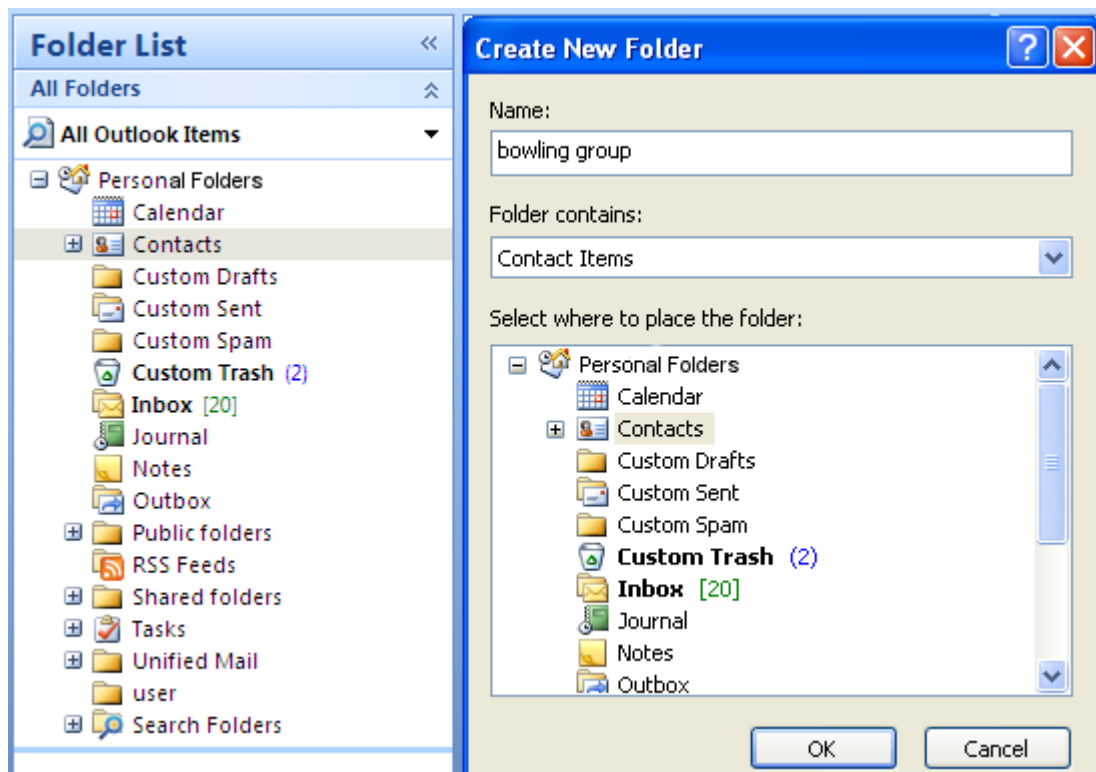 Folder List
All Folders
All Outlook Items
Personal Folders
Calendar
Contacts
Custom Drafts
Custom Sent
Custom Spam
Custom Trash (2)
Inbox [20]
Journal
Notes
Outbox
Public folders
RSS Feeds
Shared folders
Tasks
Unified Mail
user
Search Folders
Create New Folder
Name:
bowling group
Folder contains:
Contact Items
Select where to place the folder:
Personal Folders
Calendar
Contacts
Custom Drafts
Custom Sent
Custom Spam
Custom Trash (2)
Inbox [20]
Journal
Notes
Outbox
OK Cancel